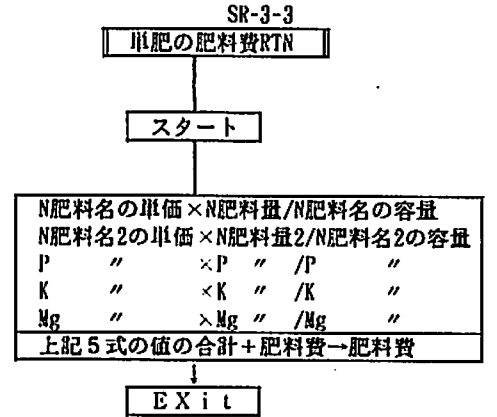 SR-3-3
単肥の肥料費RTN
スタート
N肥料名の単価×N肥料量/N肥料名の容量
N肥料名2の単価×N肥料量2/N肥料名2の容量
P 〃 ×P 〃 /P 〃
K 〃 ×K 〃 /K 〃
Mg 〃 ×Mg 〃 /Mg 〃
上記5式の値の合計+肥料費→肥料費
EXit